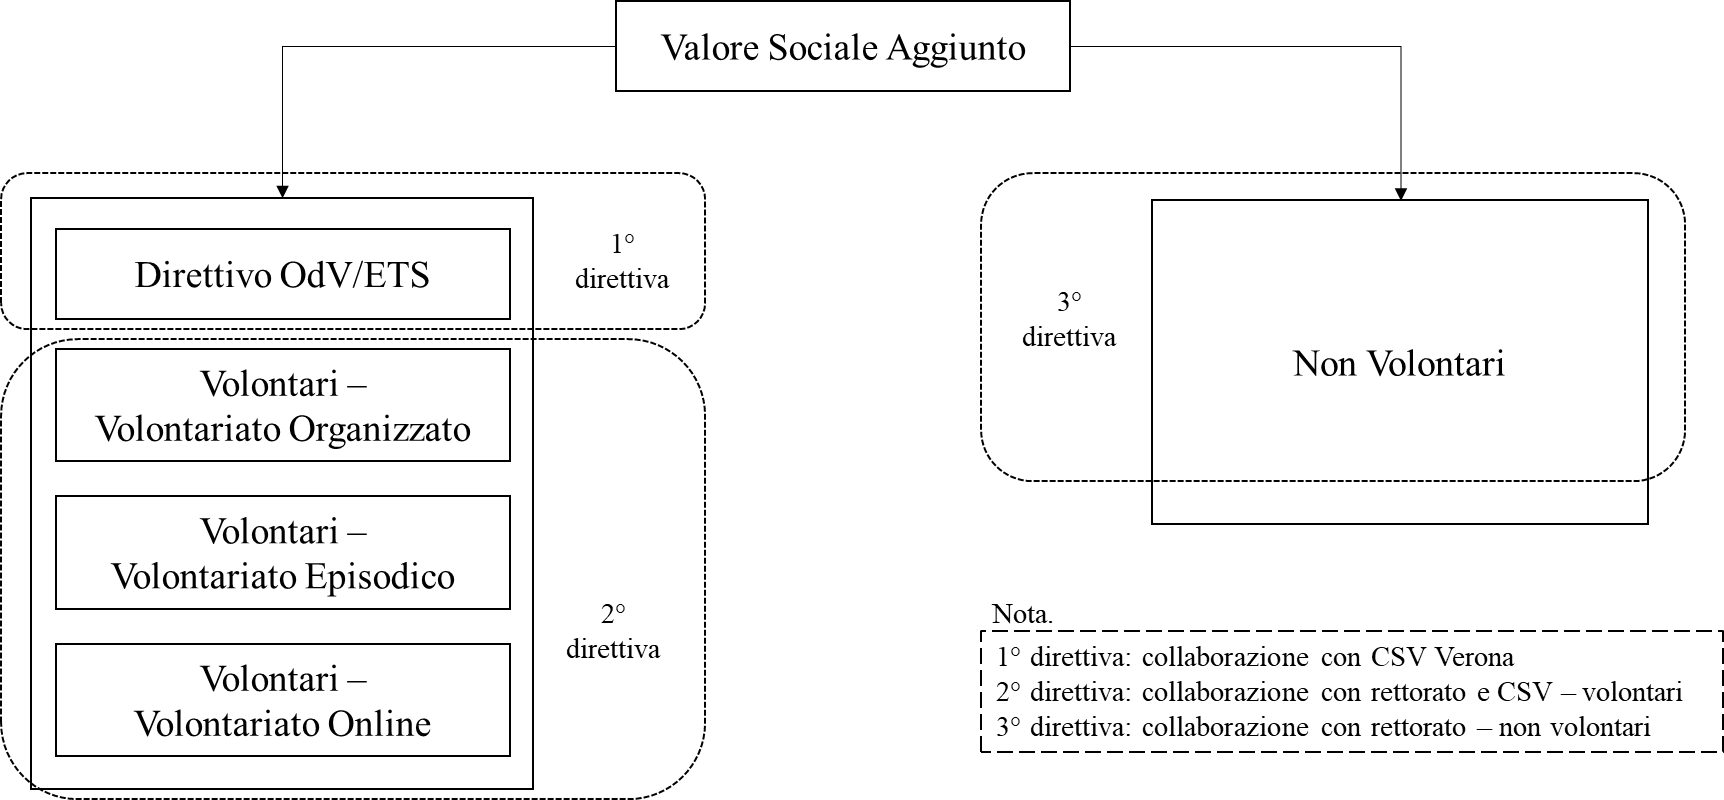 Valore Sociale Aggiunto
Direttivo OdV/ETS
1°
direttiva
Volontari –
Volontariato Organizzato
Volontari –
Volontariato Episodico
Volontari –
Volontariato Online
2°
direttiva
3°
direttiva
Non Volontari
Nota.
1° direttiva: collaborazione con CSV Verona
2° direttiva: collaborazione con rettorato e CSV – volontari
3° direttiva: collaborazione con rettorato – non volontari